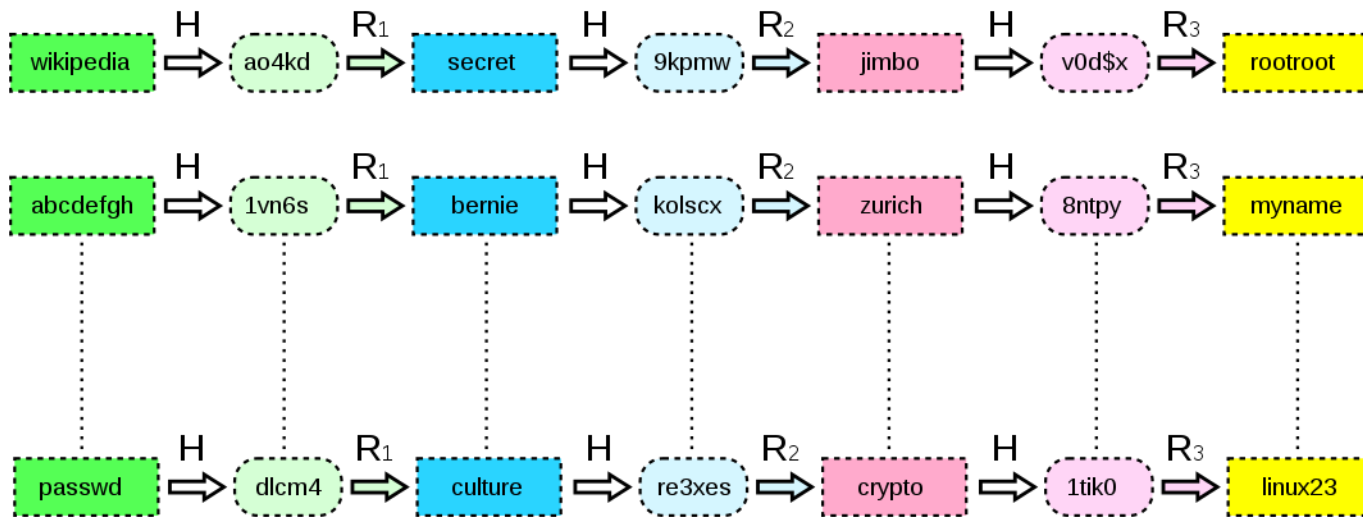 H R1 H R2 H R3
wikipedia ao4kd secret 9kpmw jimbo v0d$x rootroot
H R1 H R2 H R3
abcdefgh 1vn6s bernie kolscx zurich 8ntpy myname
H R1 H R2 H R3
passwd dlcm4 culture re3xes crypto 1tik0 linux23